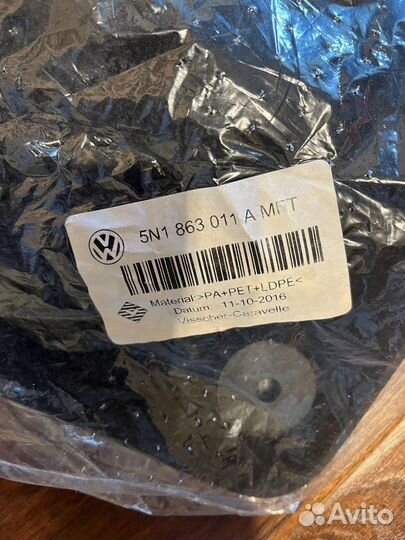 5N1 863 011 A MFT
Material >PA+PET+LDPE<
Datum: 11-10-2016
Visscher-Caravelle
Avito